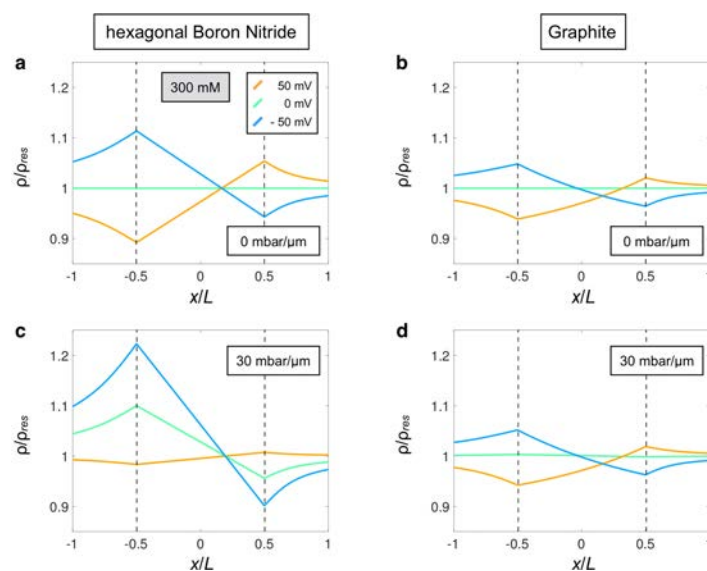 hexagonal Boron Nitride
Graphite
a
1.2
1.1
1
0.9
ρ/ρres
300 mM
50 mV
0 mV
- 50 mV
0 mbar/μm
-1 -0.5 0 0.5 1
x/L
b
1.2
1.1
1
0.9
ρ/ρres
0 mbar/μm
-1 -0.5 0 0.5 1
x/L
c
1.2
1.1
1
0.9
ρ/ρres
30 mbar/μm
-1 -0.5 0 0.5 1
x/L
d
1.2
1.1
1
0.9
ρ/ρres
30 mbar/μm
-1 -0.5 0 0.5 1
x/L